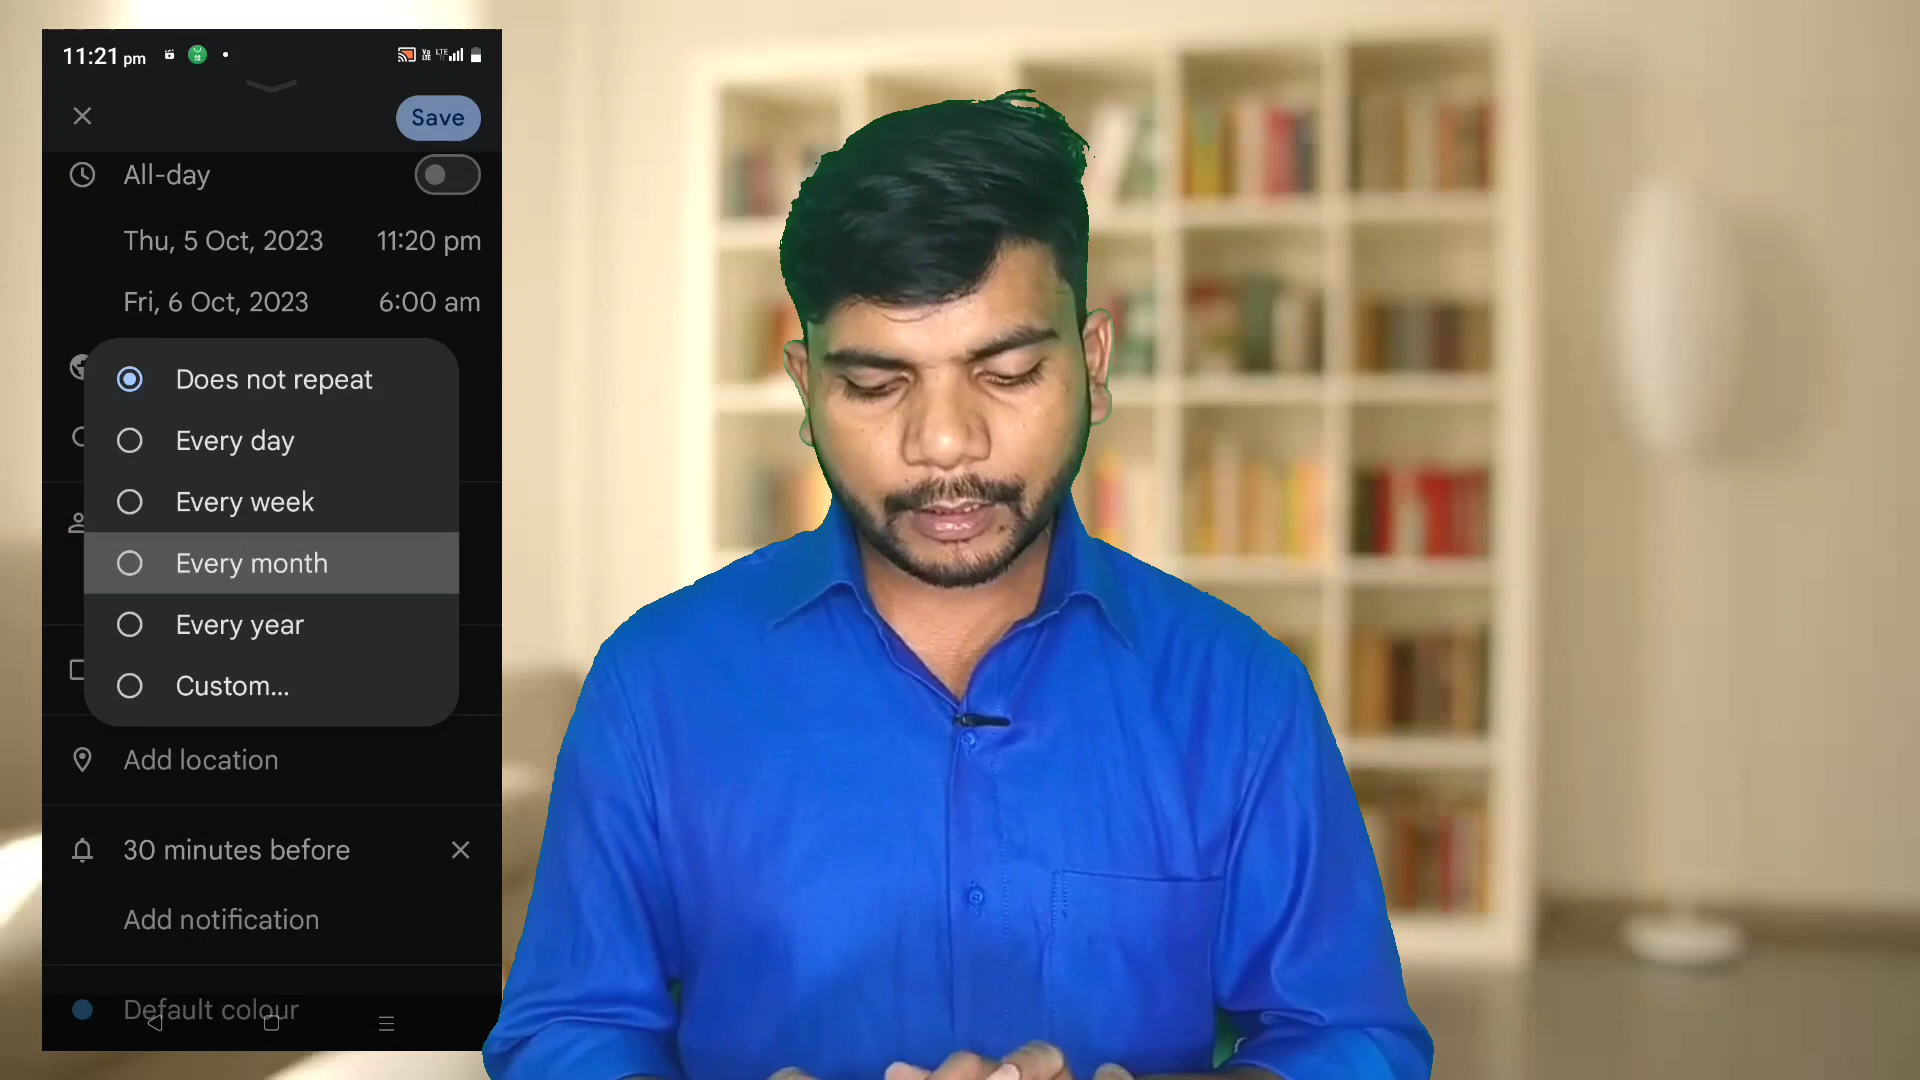 11:21 pm
Save
All-day
Thu, 5 Oct, 2023 11:20 pm
Fri, 6 Oct, 2023 6:00 am
Does not repeat
Every day
Every week
Every month
Every year
Custom...
Add location
30 minutes before
Add notification
Default colour